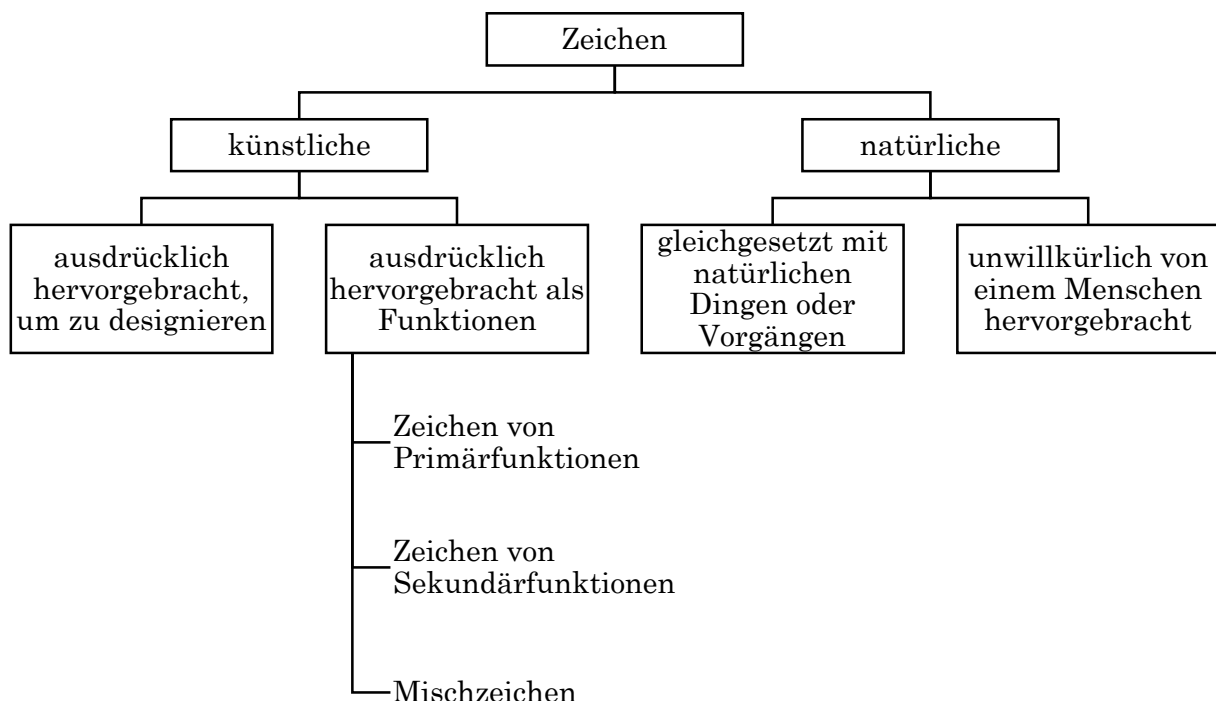 Zeichen
künstliche
natürliche
ausdrücklich
hervorgebracht,
um zu designieren
ausdrücklich
hervorgebracht als
Funktionen
gleichgesetzt mit
natürlichen
Dingen oder
Vorgängen
unwillkürlich von
einem Menschen
hervorgebracht
Zeichen von
Primärfunktionen
Zeichen von
Sekundärfunktionen
Mischzeichen